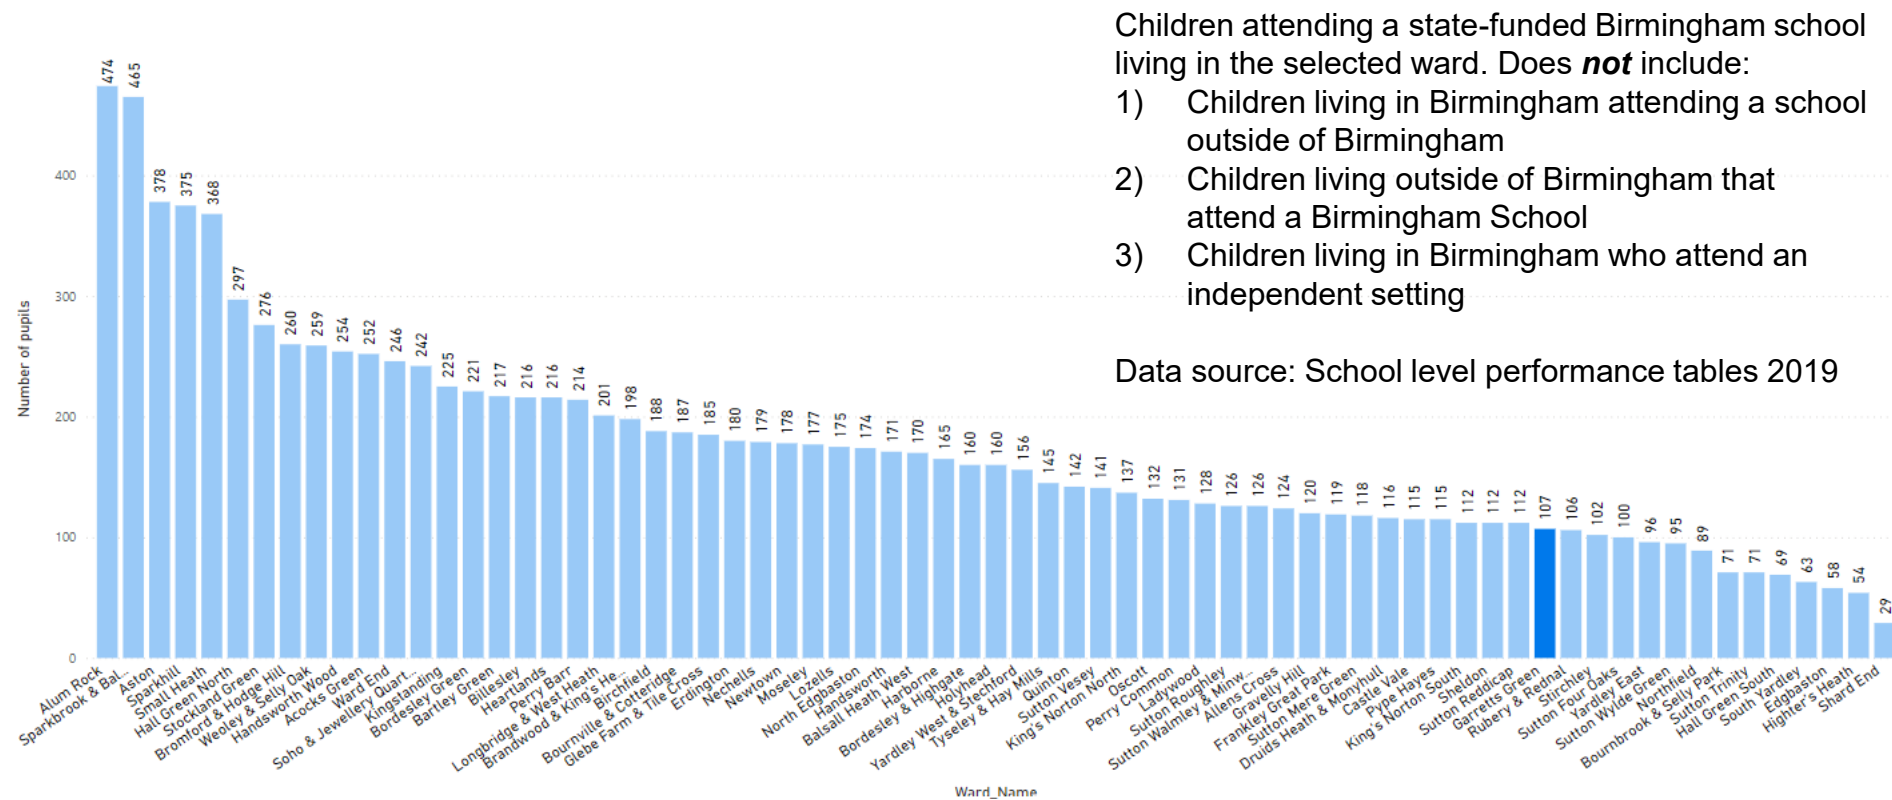 Children attending a state-funded Birmingham school
living in the selected ward. Does not include:
1) Children living in Birmingham attending a school
outside of Birmingham
2) Children living outside of Birmingham that
attend a Birmingham School
3) Children living in Birmingham who attend an
independent setting
Data source: School level performance tables 2019
Number of pupils
400
300
200
100
0
474
465
378
375
368
297
276
260
259
254
252
246
242
225
221
217
216
216
214
201
198
188
187
185
180
179
178
177
175
174
171
170
165
160
160
156
145
142
141
137
132
131
128
126
126
124
120
119
118
116
115
115
112
112
112
107
106
102
100
96
95
89
71
71
69
63
58
54
29
Alum Rock
Sparkbrook & Bal...
Aston
Sparkhill
Small Heath
Hall Green North
Stockland Green
Bromford & Hodge Hill
Weoley & Selly Oak
Handsworth Wood
Acocks Green
Ward End
Soho & Jewellery Quart...
Kingstanding
Bordesley Green
Bartley Green
Billesley
Heartlands
Perry Barr
Longbridge & West Heath
Brandwood & King's He...
Birchfield
Bournville & Cotteridge
Glebe Farm & Tile Cross
Erdington
Nechells
Newtown
Moseley
Lozells
North Edgbaston
Handsworth
Balsall Heath West
Harborne
Bordesley & Highgate
Holyhead
Yardley West & Stechford
Tyseley & Hay Mills
Quinton
Sutton Vesey
King's Norton North
Oscott
Perry Common
Ladywood
Sutton Roughley
Sutton Walmley & Minw...
Allens Cross
Gravelly Hill
Frankley Great Park
Sutton Mere Green
Druids Heath & Monyhull
Castle Vale
Pype Hayes
King's Norton South
Sheldon
Sutton Reddicap
Garretts Green
Rubery & Rednal
Stirchley
Sutton Four Oaks
Yardley East
Sutton Wylde Green
Northfield
Bournbrook & Selly Park
Sutton Trinity
Hall Green South
South Yardley
Edgbaston
Highter's Heath
Shard End
Ward_Name